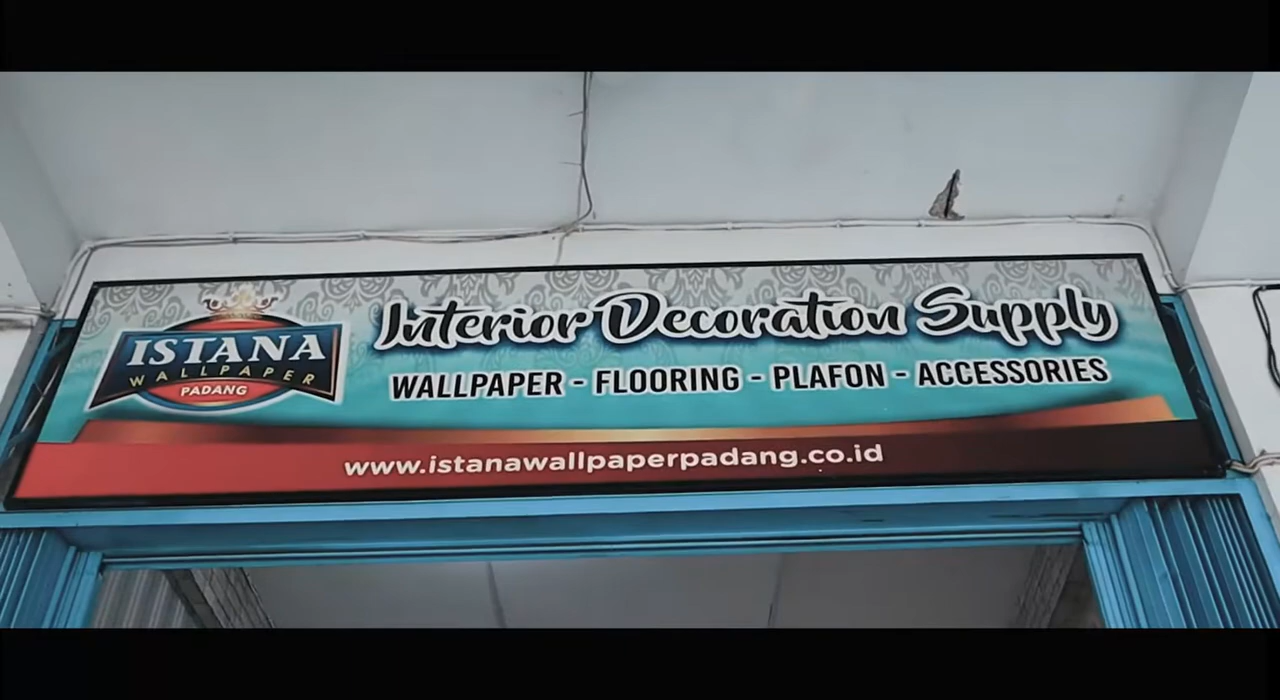 ISTANA
WALLPAPER
PADANG
Interior Decoration Supply
WALLPAPER - FLOORING - PLAFON - ACCESSORIES
www.istanawallpaperpadang.co.id